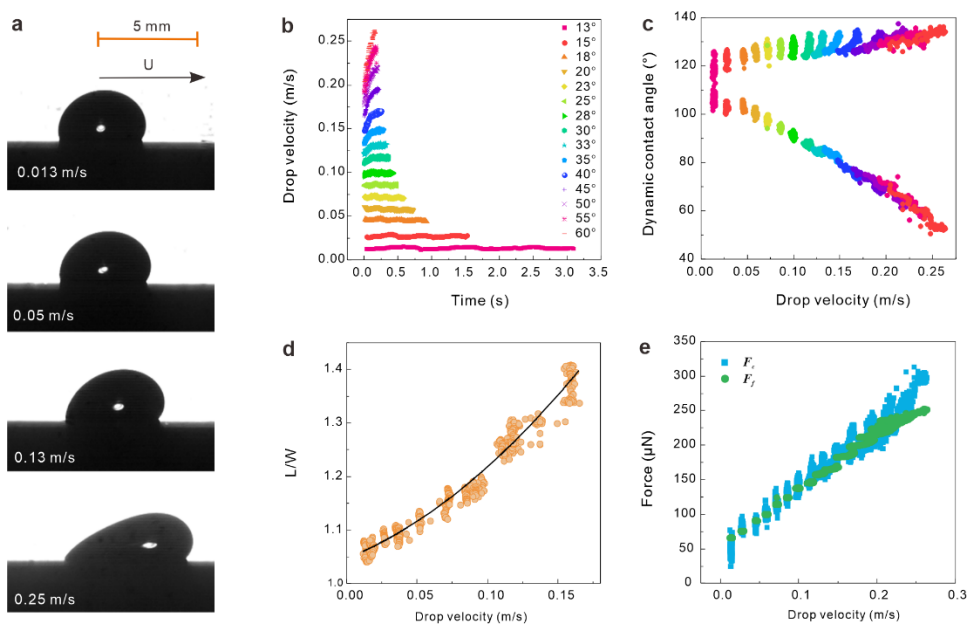 a
5 mm
U
0.013 m/s
0.05 m/s
0.13 m/s
0.25 m/s
b
Drop velocity (m/s)
0.25
0.20
0.15
0.10
0.05
0.00
0.0 0.5 1.0 1.5 2.0 2.5 3.0 3.5
Time (s)
13°
15°
18°
20°
23°
25°
28°
30°
33°
35°
40°
45°
50°
55°
60°
c
Dynamic contact angle (°)
140
120
100
80
60
40
0.00 0.05 0.10 0.15 0.20 0.25
Drop velocity (m/s)
d
L/W
1.4
1.3
1.2
1.1
1.0
0.00 0.05 0.10 0.15
Drop velocity (m/s)
e
Force (μN)
350
300
250
200
150
100
50
0
0.0 0.1 0.2 0.3
Drop velocity (m/s)
F_c
F_f